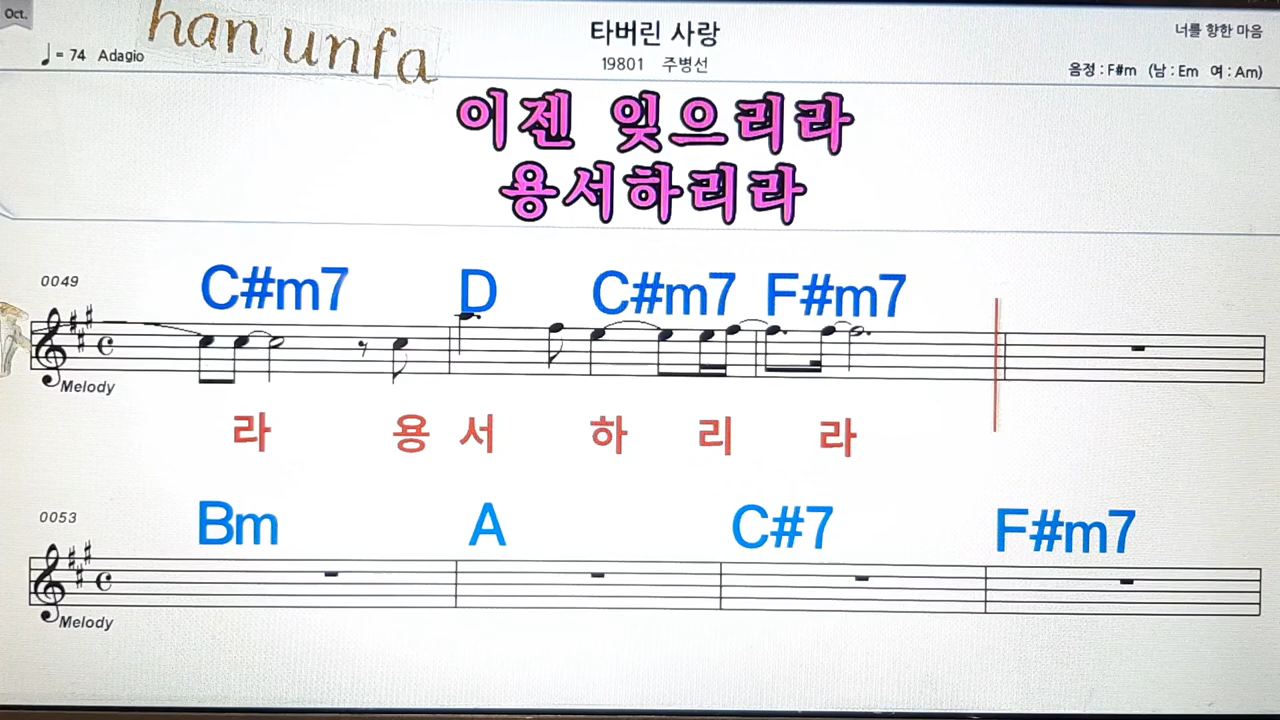 Oct.
han unfa
♩= 74 Adagio
타버린 사랑
19801 주병선
너를 향한 마음
음정 : F#m (남 : Em 여 : Am)
이젠 잊으리라
용서하리라
0049
C#m7 D C#m7 F#m7
Melody
라 용 서 하 리 라
0053
Bm A C#7 F#m7
Melody